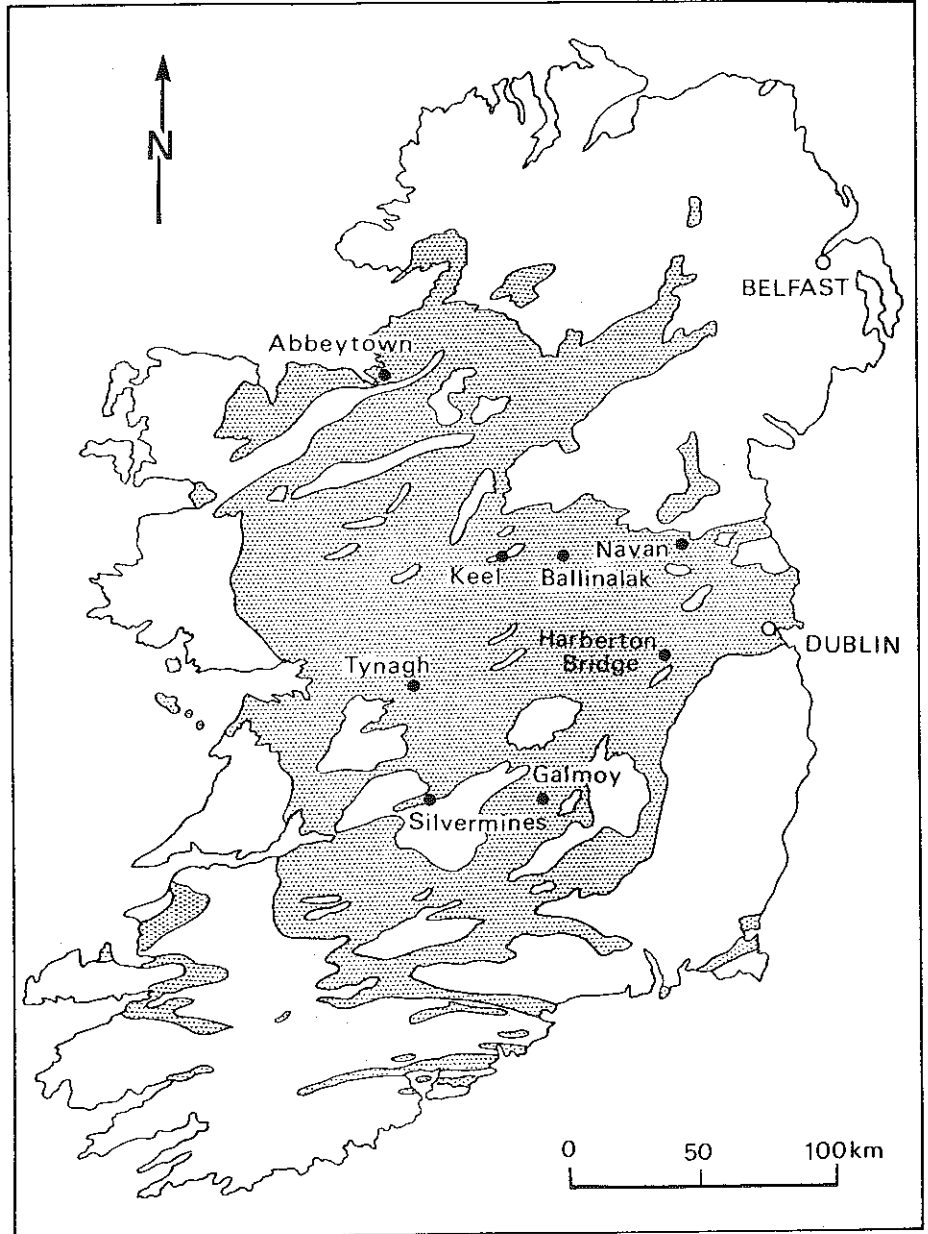 N
BELFAST
Abbeytown
Navan
Keel
Ballinalak
Harberton
Bridge
DUBLIN
Tynagh
Galmoy
Silvermines
0 50 100km